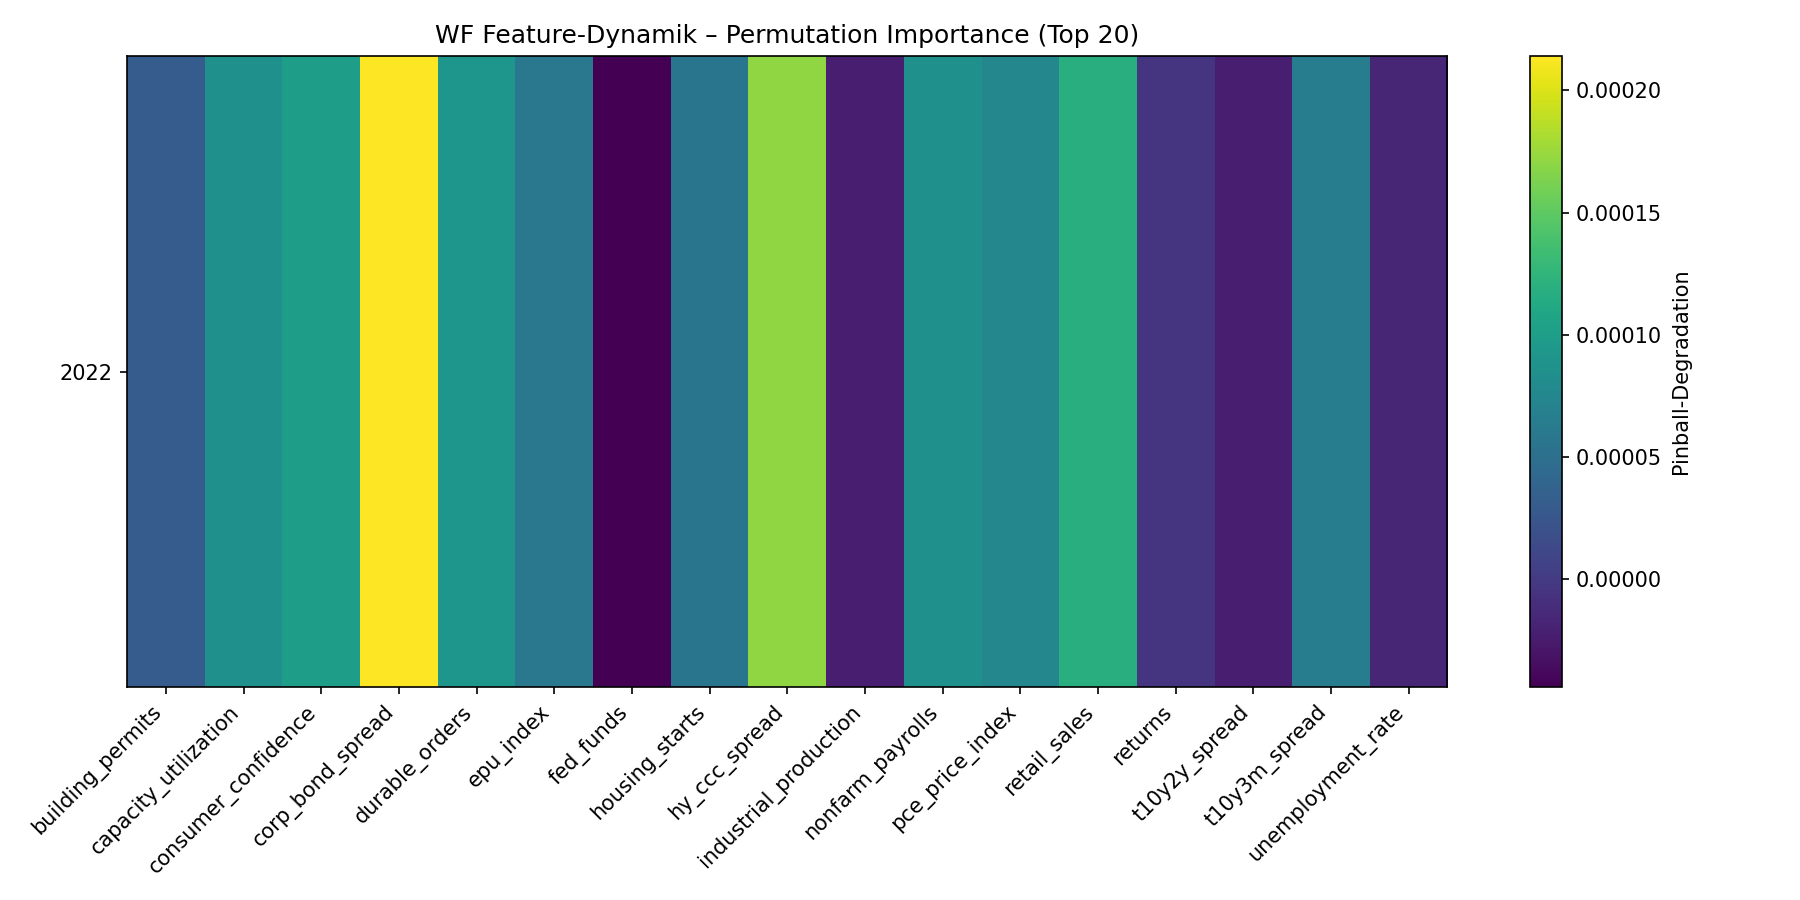 WF Feature-Dynamik – Permutation Importance (Top 20)
2022
building_permits
capacity_utilization
consumer_confidence
corp_bond_spread
durable_orders
epu_index
fed_funds
housing_starts
hy_ccc_spread
industrial_production
nonfarm_payrolls
pce_price_index
retail_sales
returns
t10y2y_spread
t10y3m_spread
unemployment_rate
0.00020
0.00015
0.00010
0.00005
0.00000
Pinball-Degradation